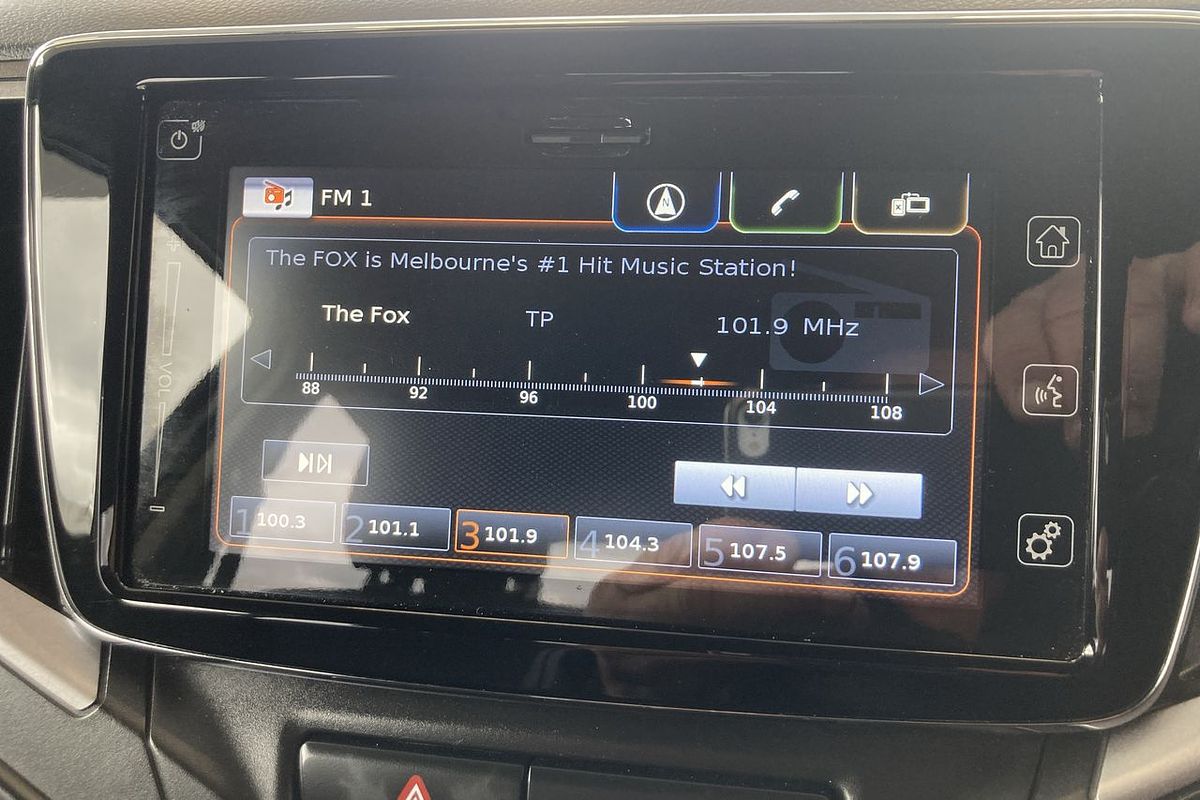 FM 1
N
The FOX is Melbourne's #1 Hit Music Station!
The Fox TP 101.9 MHz
88 92 96 100 104 108
VOL
1 100.3 2 101.1 3 101.9 4 104.3 5 107.5 6 107.9